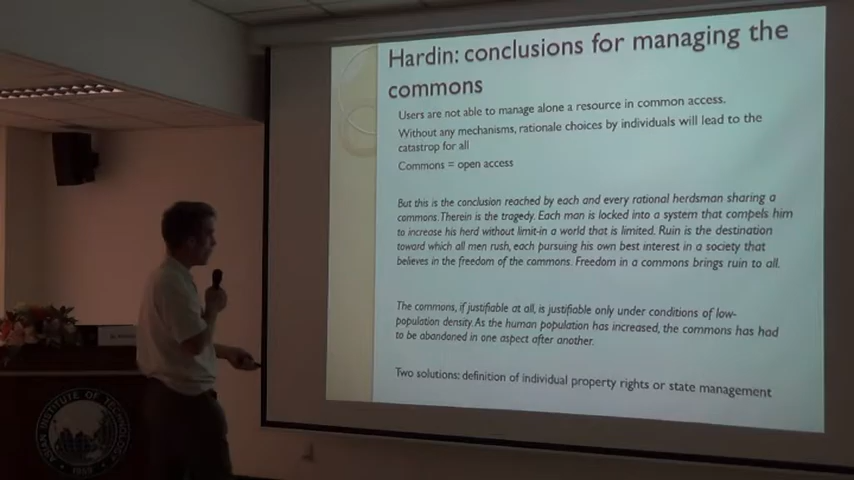 Hardin: conclusions for managing the
commons
Users are not able to manage alone a resource in common access.
Without any mechanisms, rationale choices by individuals will lead to the
catastrop for all
Commons = open access
But this is the conclusion reached by each and every rational herdsman sharing a
commons. Therein is the tragedy. Each man is locked into a system that compels him
to increase his herd without limit-in a world that is limited. Ruin is the destination
toward which all men rush, each pursuing his own best interest in a society that
believes in the freedom of the commons. Freedom in a commons brings ruin to all.
The commons, if justifiable at all, is justifiable only under conditions of low-
population density. As the human population has increased, the commons has had
to be abandoned in one aspect after another.
Two solutions: definition of individual property rights or state management
ASIAN INSTITUTE OF TECHNOLOGY
1959